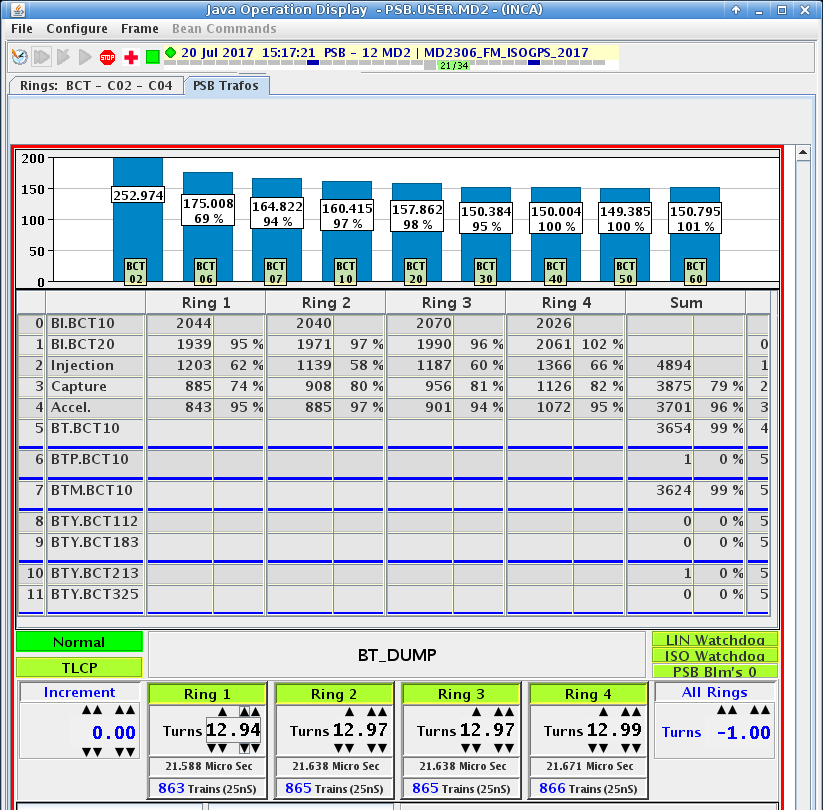 Java Operation Display - PSB.USER.MD2 - (INCA)
File Configure Frame Bean Commands
STOP 20 Jul 2017 15:17:21 PSB - 12 MD2 | MD2306_FM_ISOGPS_2017
21/34
Rings: BCT - C02 - C04 PSB Trafos
200
150
100
50
0
252.974
175.008 69 %
164.822 94 %
160.415 97 %
157.862 98 %
150.384 95 %
150.004 100 %
149.385 100 %
150.795 101 %
BCT 02
BCT 06
BCT 07
BCT 10
BCT 20
BCT 30
BCT 40
BCT 50
BCT 60
Ring 1 Ring 2 Ring 3 Ring 4 Sum
0 BI.BCT10 2044 2040 2070 2026
1 BI.BCT20 1939 95 % 1971 97 % 1990 96 % 2061 102 % 0
2 Injection 1203 62 % 1139 58 % 1187 60 % 1366 66 % 4894 1
3 Capture 885 74 % 908 80 % 956 81 % 1126 82 % 3875 79 % 2
4 Accel. 843 95 % 885 97 % 901 94 % 1072 95 % 3701 96 % 3
5 BT.BCT10 3654 99 % 4
6 BTP.BCT10 1 0 % 5
7 BTM.BCT10 3624 99 % 5
8 BTY.BCT112 0 0 % 5
9 BTY.BCT183 0 0 % 5
10 BTY.BCT213 1 0 % 5
11 BTY.BCT325 0 0 % 5
Normal
TLCP
BT_DUMP
LIN Watchdog
ISO Watchdog
PSB Blm's 0
Increment Ring 1 Ring 2 Ring 3 Ring 4 All Rings
0.00 Turns 12.94 Turns 12.97 Turns 12.97 Turns 12.99 Turns -1.00
21.588 Micro Sec 21.638 Micro Sec 21.638 Micro Sec 21.671 Micro Sec
863 Trains (25nS) 865 Trains (25nS) 865 Trains (25nS) 866 Trains (25nS)